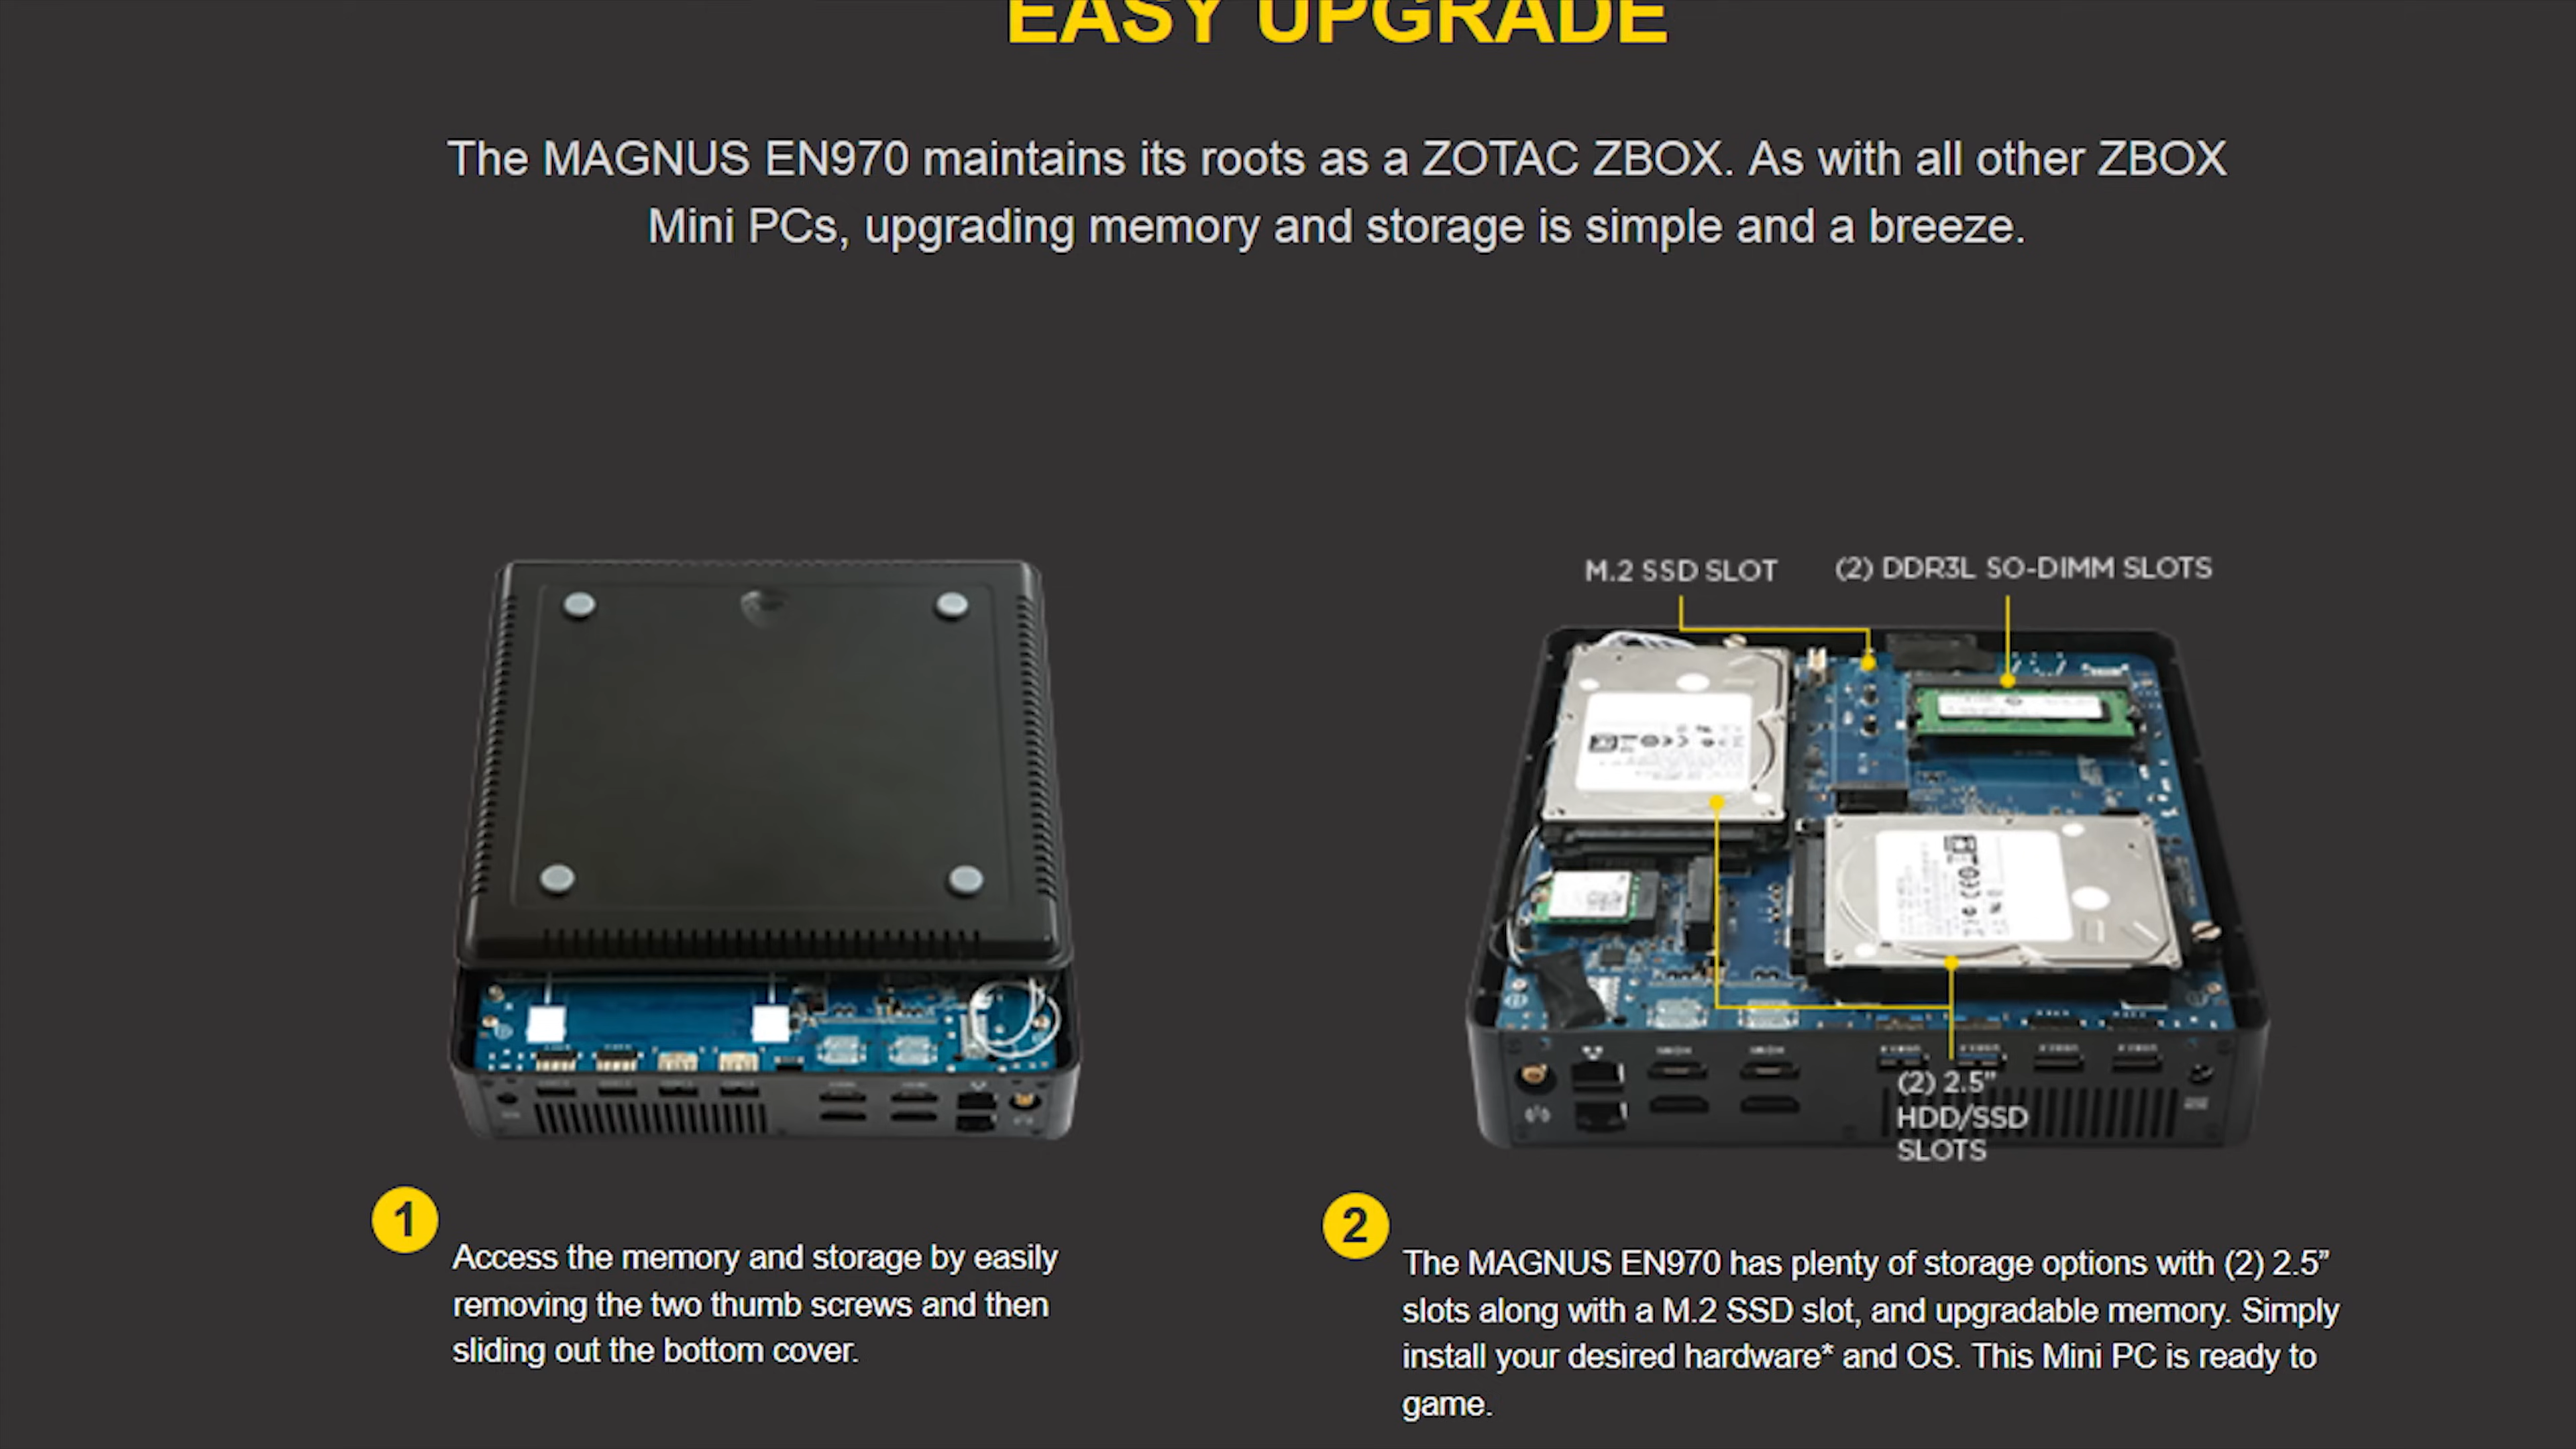 EASY UPGRADE
The MAGNUS EN970 maintains its roots as a ZOTAC ZBOX. As with all other ZBOX
Mini PCs, upgrading memory and storage is simple and a breeze.
M.2 SSD SLOT
(2) DDR3L SO-DIMM SLOTS
(2) 2.5"
HDD/SSD
SLOTS
1
Access the memory and storage by easily
removing the two thumb screws and then
sliding out the bottom cover.
2
The MAGNUS EN970 has plenty of storage options with (2) 2.5”
slots along with a M.2 SSD slot, and upgradable memory. Simply
install your desired hardware* and OS. This Mini PC is ready to
game.